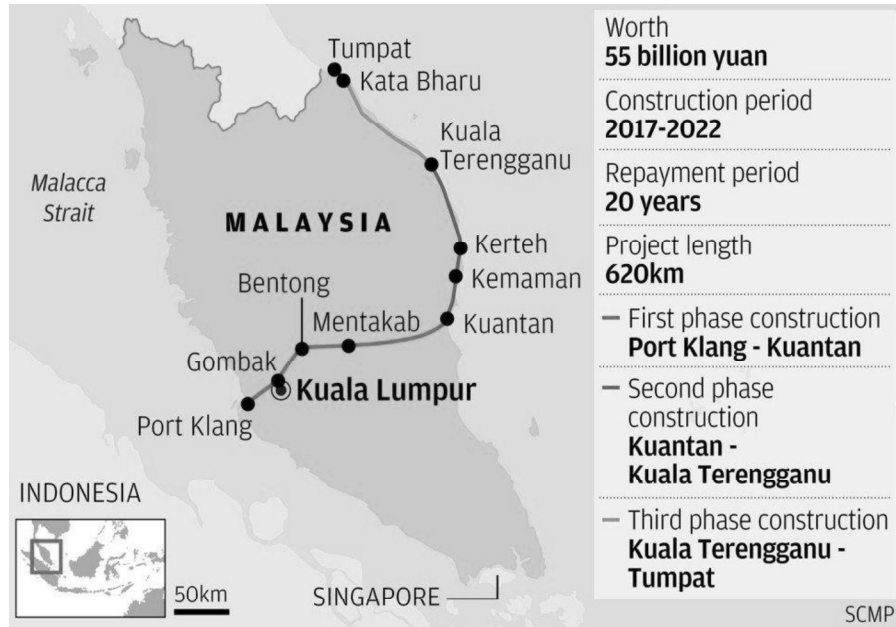 Tumpat
Kata Bharu
Kuala
Terengganu
Malacca
Strait
MALAYSIA
Kerteh
Kemaman
Bentong
Mentakab
Kuantan
Gombak
Kuala Lumpur
Port Klang
INDONESIA
50km
SINGAPORE
Worth
55 billion yuan
Construction period
2017-2022
Repayment period
20 years
Project length
620km
First phase construction
Port Klang - Kuantan
Second phase
construction
Kuantan -
Kuala Terengganu
Third phase construction
Kuala Terengganu -
Tumpat
SCMP